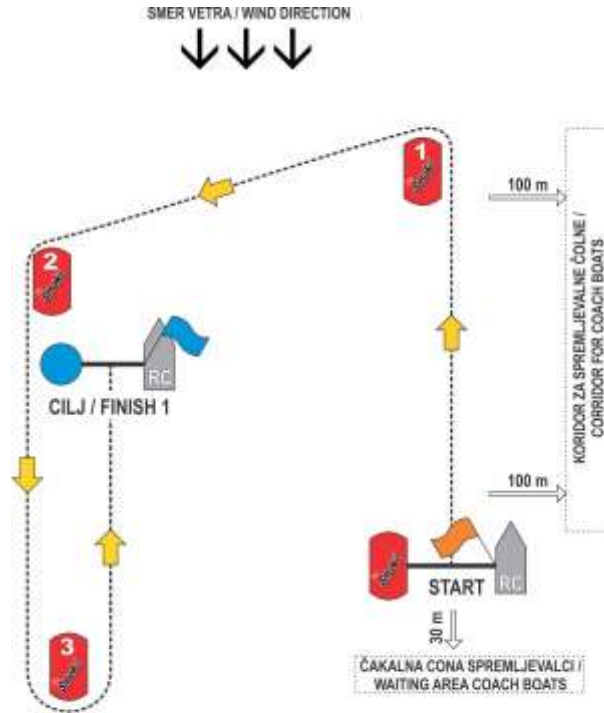 SMER VETRA / WIND DIRECTION
1
100 m
2
KORIDOR ZA SPREMLJEVALNE ČOLNE /
CORRIDOR FOR COACH BOATS
RC
CILJ / FINISH 1
100 m
START
RC
30 m
3
ČAKALNA CONA SPREMLJEVALCI /
WAITING AREA COACH BOATS